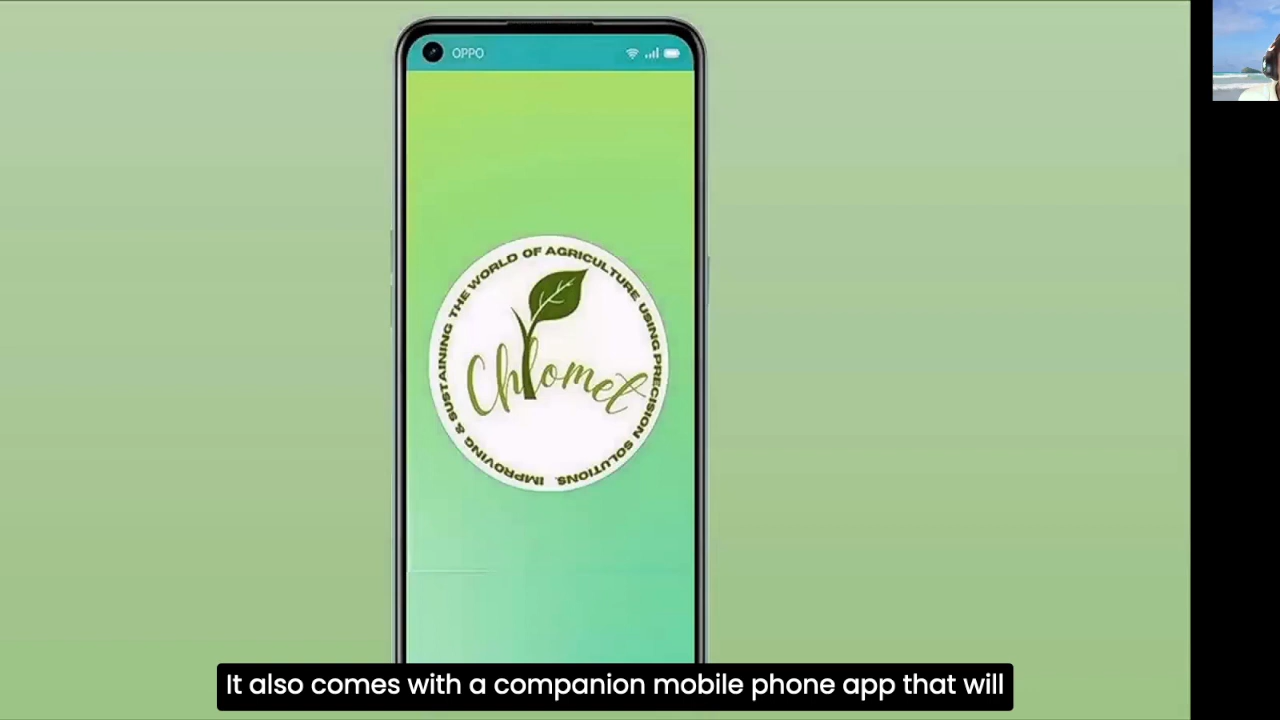 OPPO
IMPROVING & SUSTAINING THE WORLD OF AGRICULTURE USING PRECISION SOLUTIONS.
Chlomet
It also comes with a companion mobile phone app that will